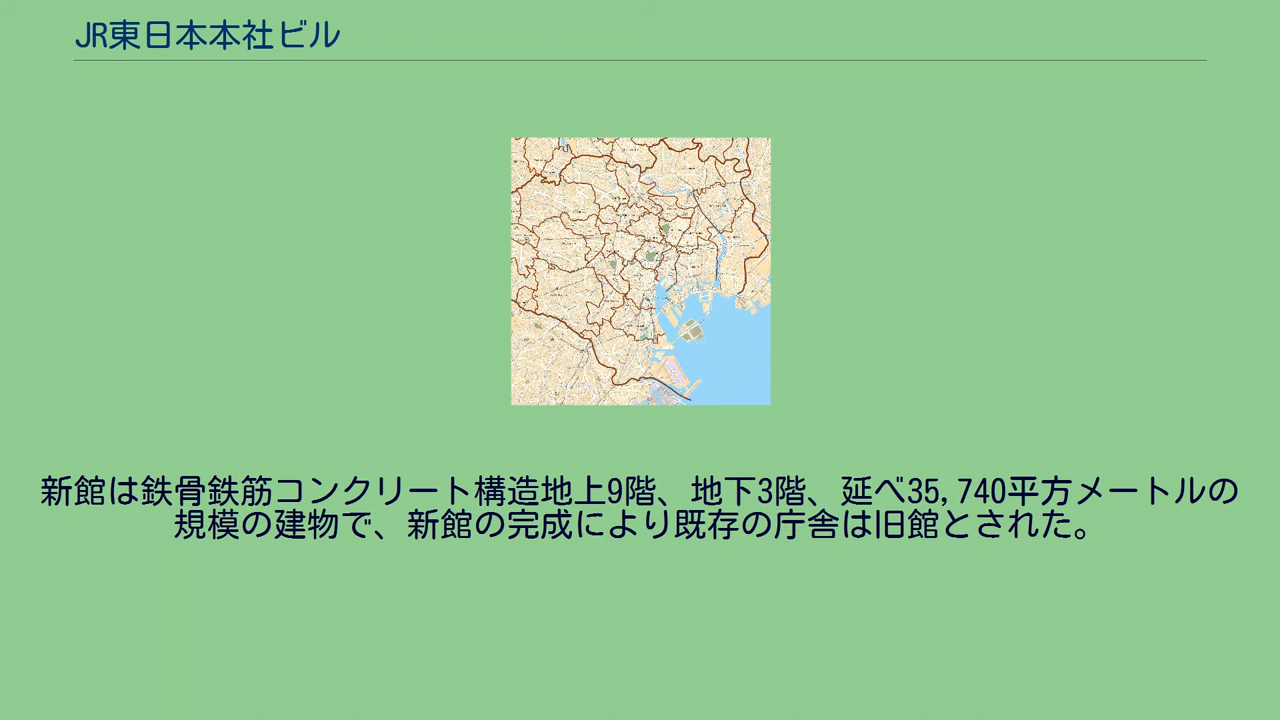 JR東日本本社ビル
新館は鉄骨鉄筋コンクリート構造地上9階、地下3階、延べ35,740平方メートルの
規模の建物で、新館の完成により既存の庁舎は旧館とされた。